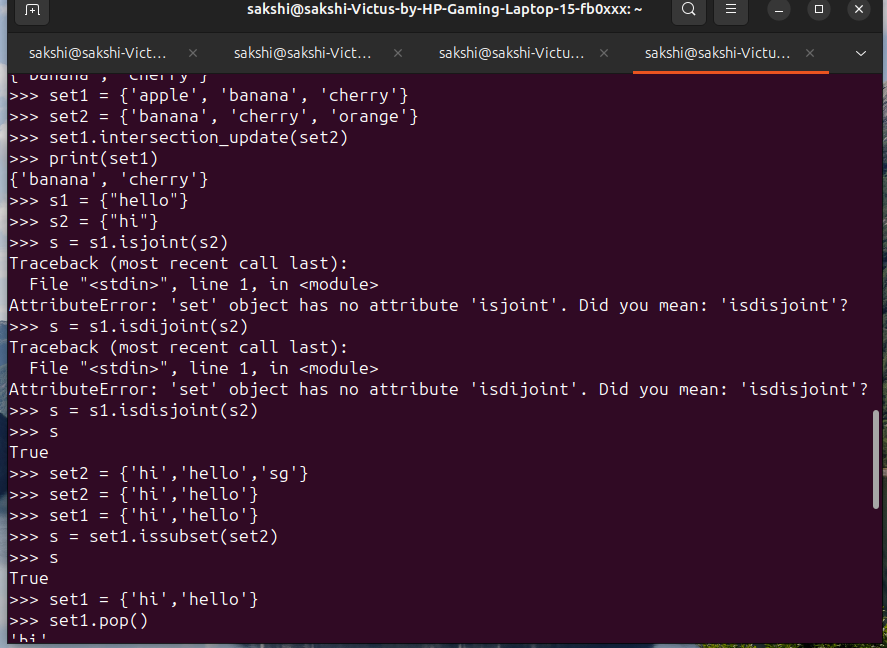 sakshi@sakshi-Victus-by-HP-Gaming-Laptop-15-fb0xxx: ~
sakshi@sakshi-Vict...
sakshi@sakshi-Vict...
sakshi@sakshi-Victu...
sakshi@sakshi-Victu...
{'banana', 'cherry'}
>>> set1 = {'apple', 'banana', 'cherry'}
>>> set2 = {'banana', 'cherry', 'orange'}
>>> set1.intersection_update(set2)
>>> print(set1)
{'banana', 'cherry'}
>>> s1 = {"hello"}
>>> s2 = {"hi"}
>>> s = s1.isjoint(s2)
Traceback (most recent call last):
  File "<stdin>", line 1, in <module>
AttributeError: 'set' object has no attribute 'isjoint'. Did you mean: 'isdisjoint'?
>>> s = s1.isdijoint(s2)
Traceback (most recent call last):
  File "<stdin>", line 1, in <module>
AttributeError: 'set' object has no attribute 'isdijoint'. Did you mean: 'isdisjoint'?
>>> s = s1.isdisjoint(s2)
>>> s
True
>>> set2 = {'hi','hello','sg'}
>>> set2 = {'hi','hello'}
>>> set1 = {'hi','hello'}
>>> s = set1.issubset(set2)
>>> s
True
>>> set1 = {'hi','hello'}
>>> set1.pop()
'hi'